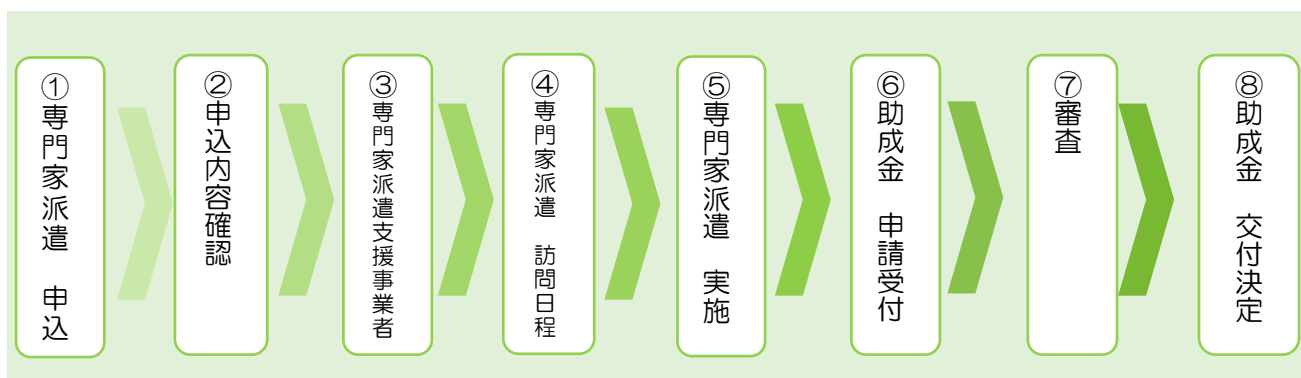 ①専門家派遣 申込
②申込内容確認
③専門家派遣支援事業者
④専門家派遣 訪問日程
⑤専門家派遣 実施
⑥助成金 申請受付
⑦審査
⑧助成金 交付決定